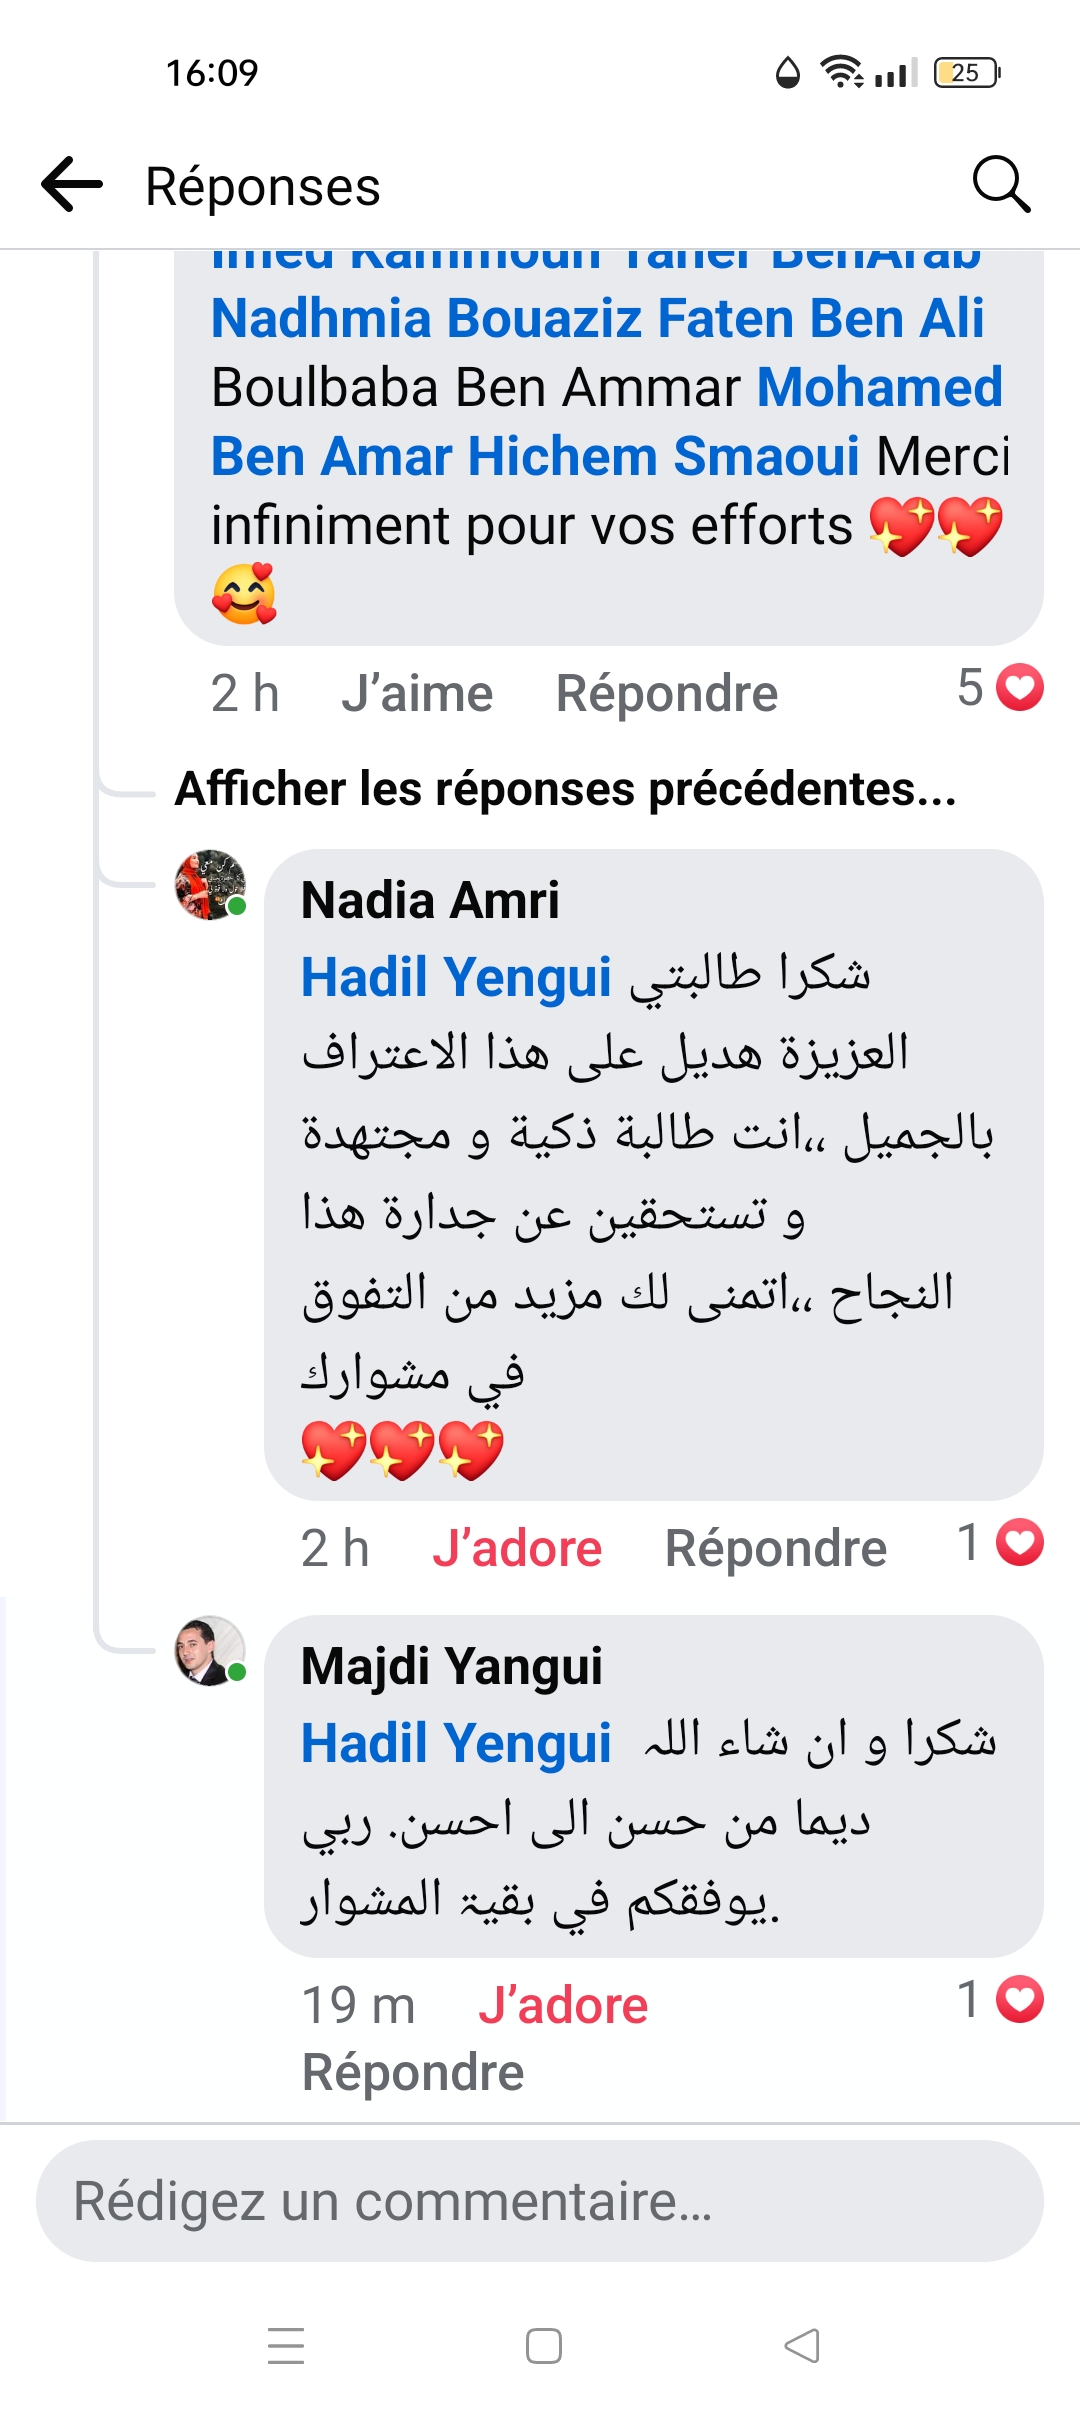 16:09
25
Réponses
Imed Kammoun Taher BenArab
Nadhmia Bouaziz Faten Ben Ali
Boulbaba Ben Ammar Mohamed
Ben Amar Hichem Smaoui Merci
infiniment pour vos efforts 💖💖
🥰
2 h J’aime Répondre 5
Afficher les réponses précédentes...
Nadia Amri
Hadil Yengui شكرا طالبتي
العزيزة هديل على هذا الاعتراف
بالجميل ،،انت طالبة ذكية و مجتهدة
و تستحقين عن جدارة هذا
النجاح ،،اتمنى لك مزيد من التفوق
في مشوارك
💖💖💖
2 h J’adore Répondre 1
Majdi Yangui
Hadil Yengui شكرا و ان شاء الله
ديما من حسن الى احسن. ربي
يوفقكم في بقية المشوار.
19 m J’adore 1
Répondre
Rédigez un commentaire...